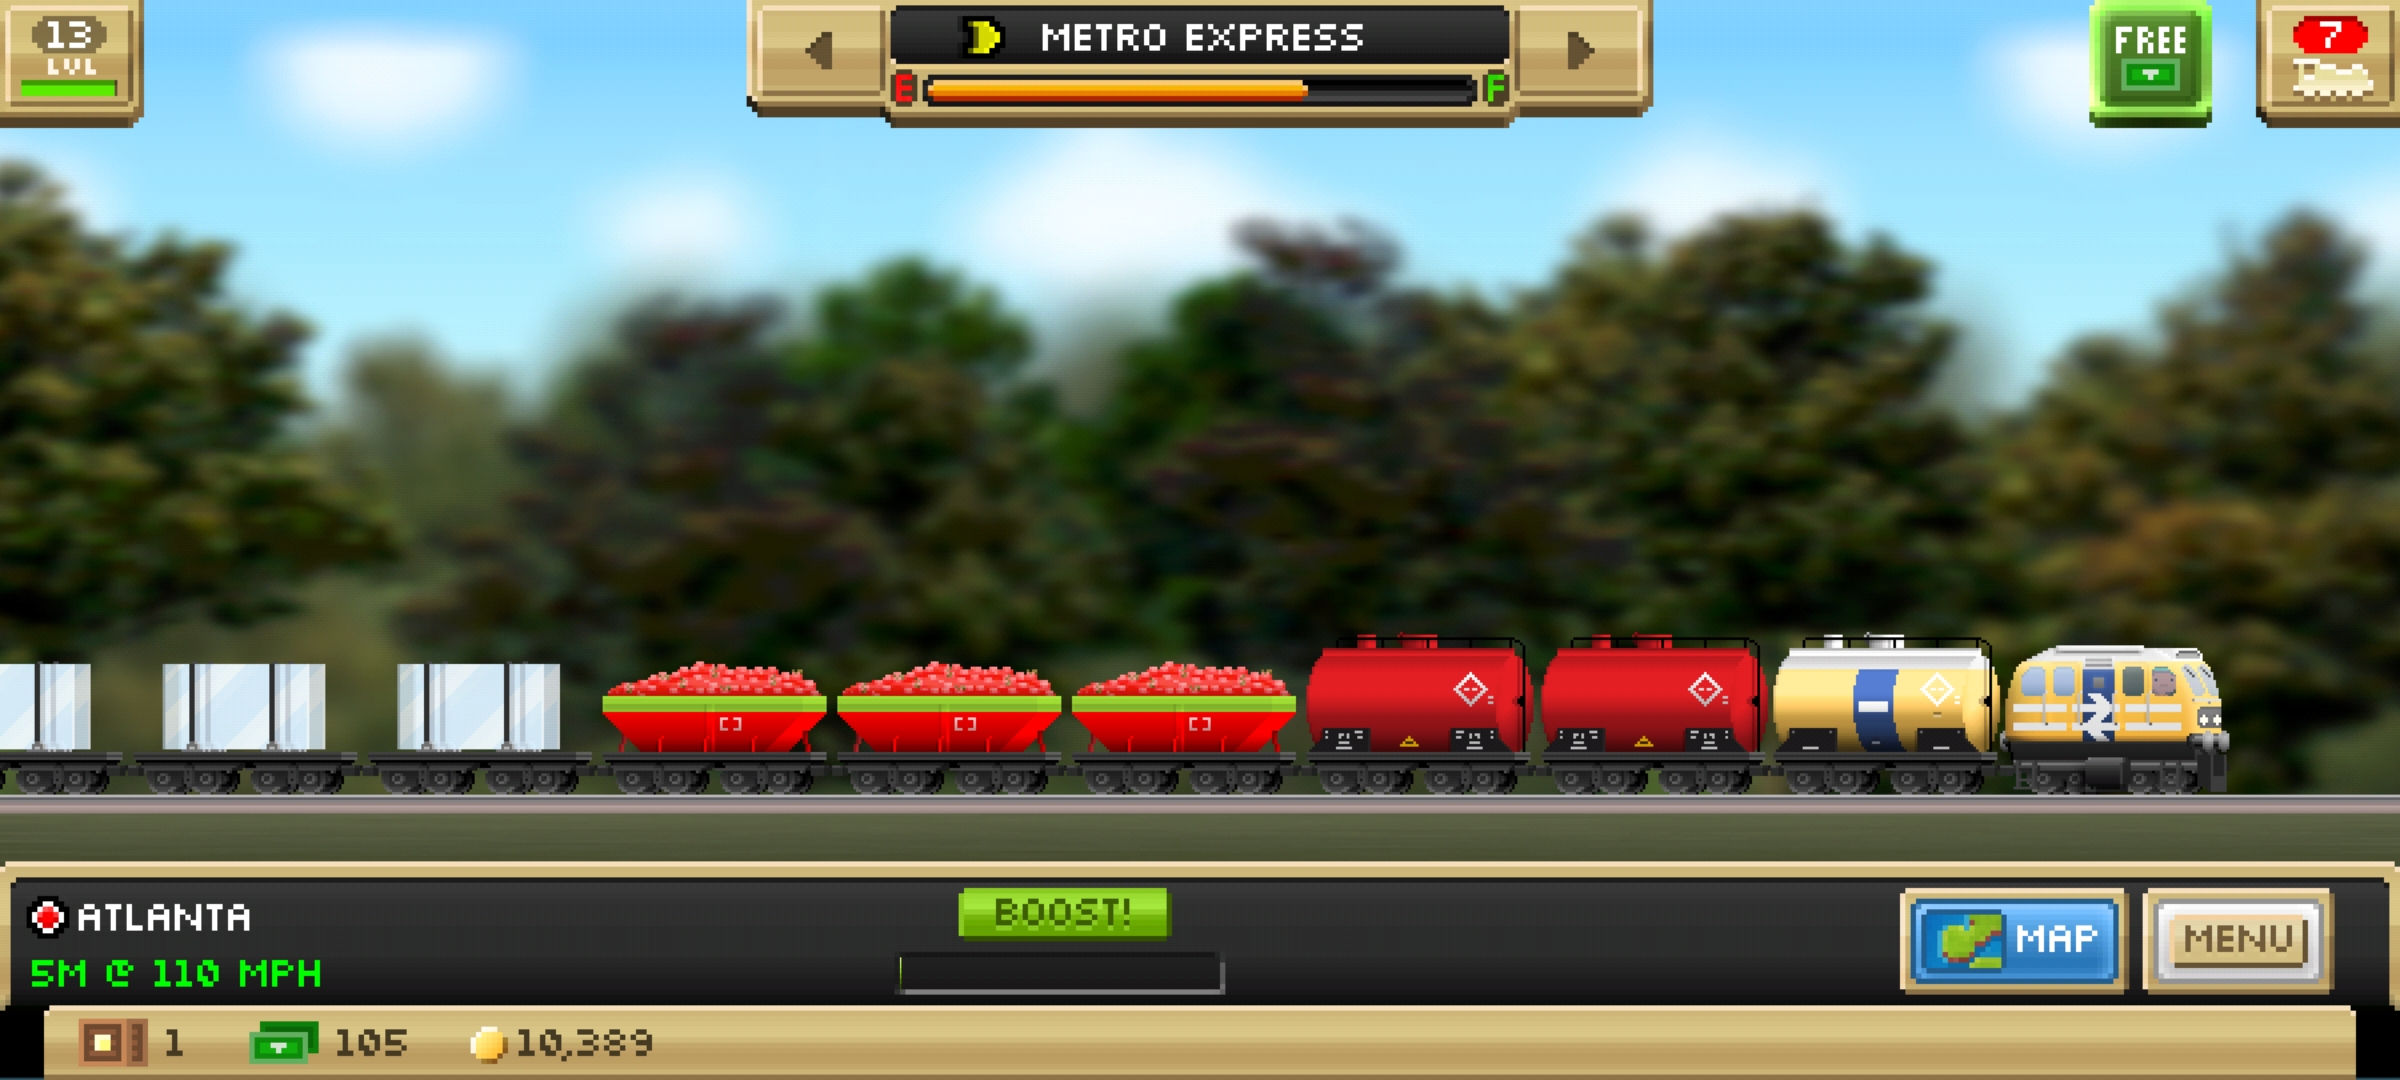 13
LVL
METRO EXPRESS
E F
FREE
7
ATLANTA
5M @ 110 MPH
BOOST!
MAP
MENU
1 105 10,389